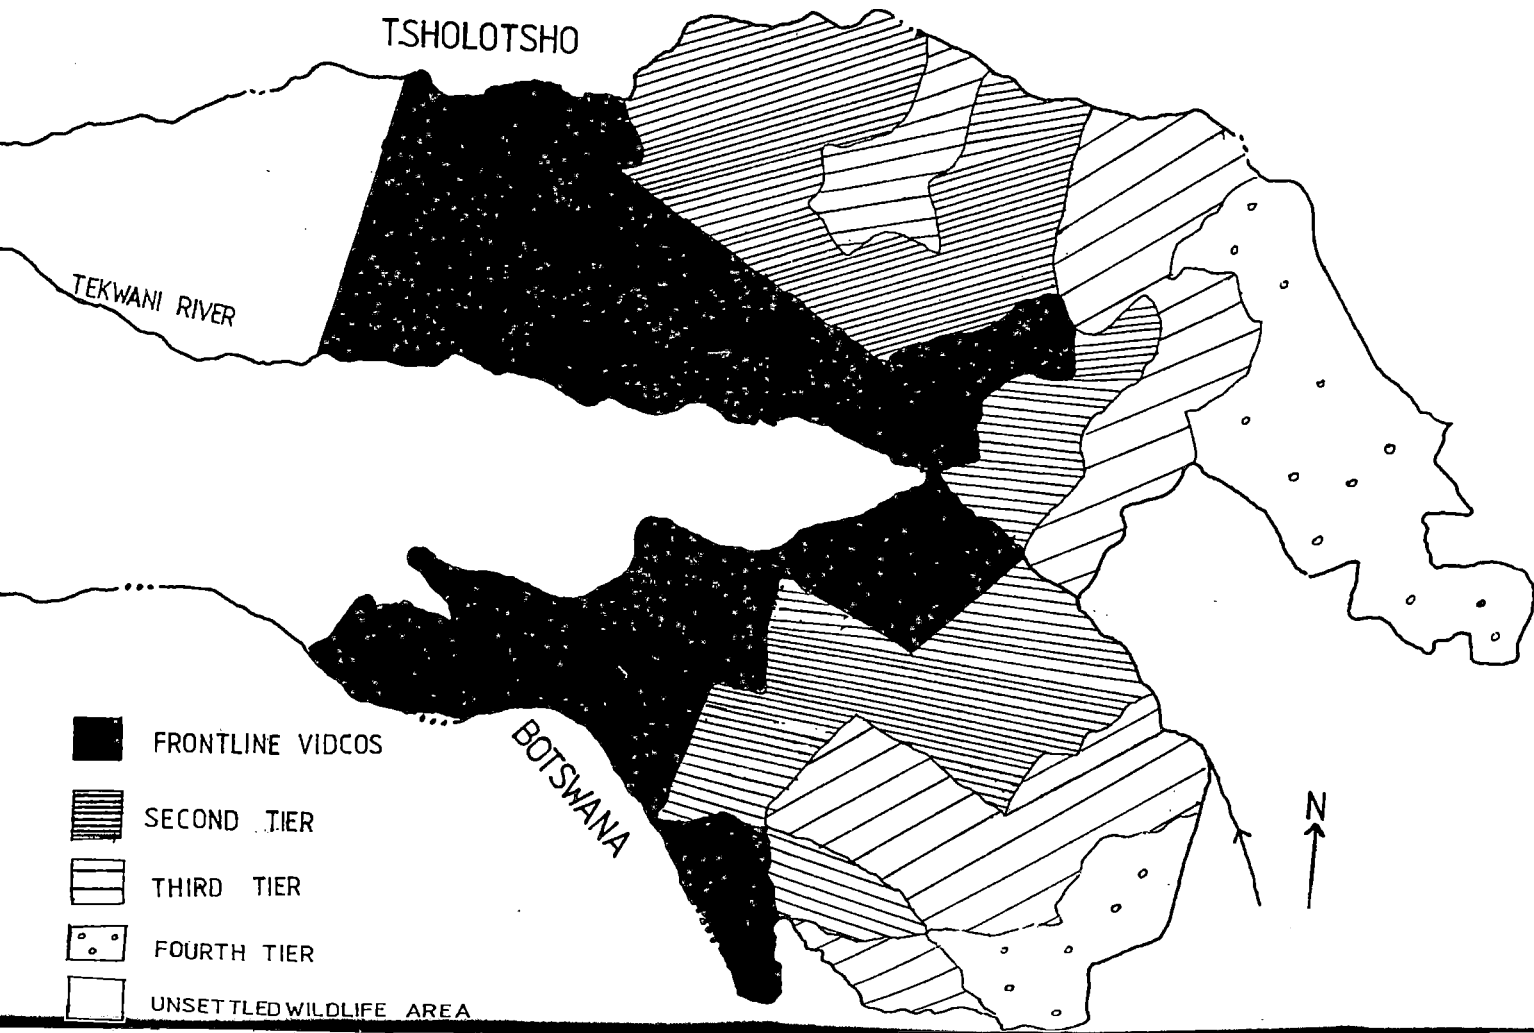 TSHOLOTSHO
TEKWANI RIVER
BOTSWANA
FRONTLINE VIDCOS
SECOND TIER
THIRD TIER
FOURTH TIER
UNSETTLED WILDLIFE AREA
N